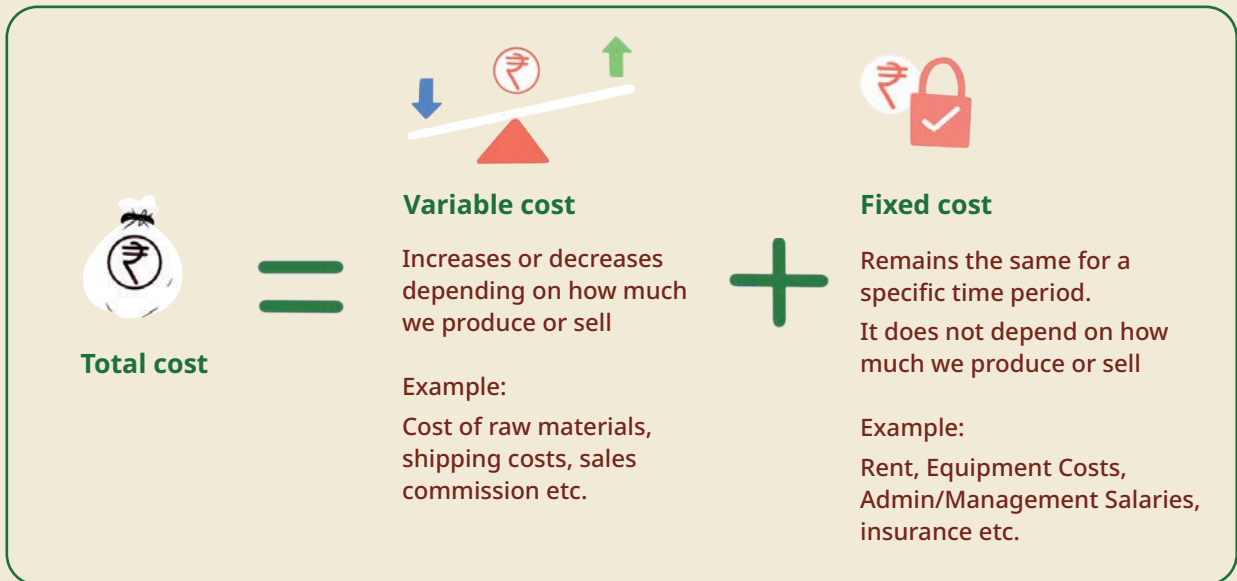 ₹
₹
₹
Total cost
=
Variable cost
Increases or decreases
depending on how much
we produce or sell
Example:
Cost of raw materials,
shipping costs, sales
commission etc.
+
Fixed cost
Remains the same for a
specific time period.
It does not depend on how
much we produce or sell
Example:
Rent, Equipment Costs,
Admin/Management Salaries,
insurance etc.